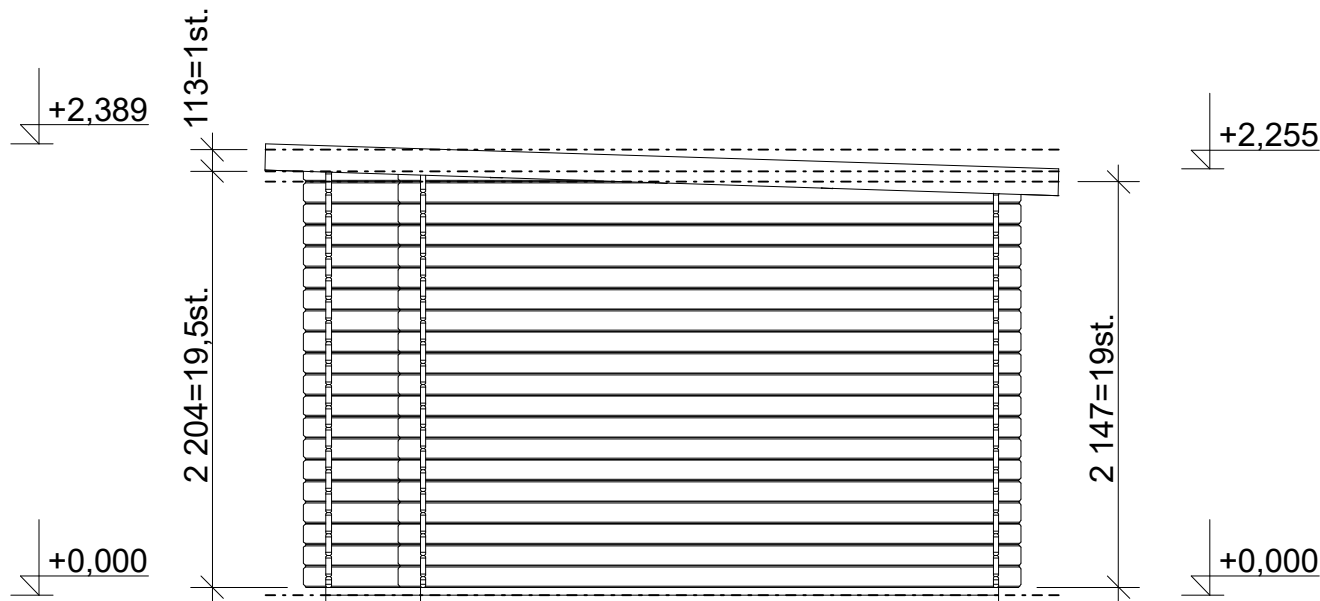 113=1st.
+2,389
+2,255
2 204=19,5st.
2 147=19st.
+0,000
+0,000